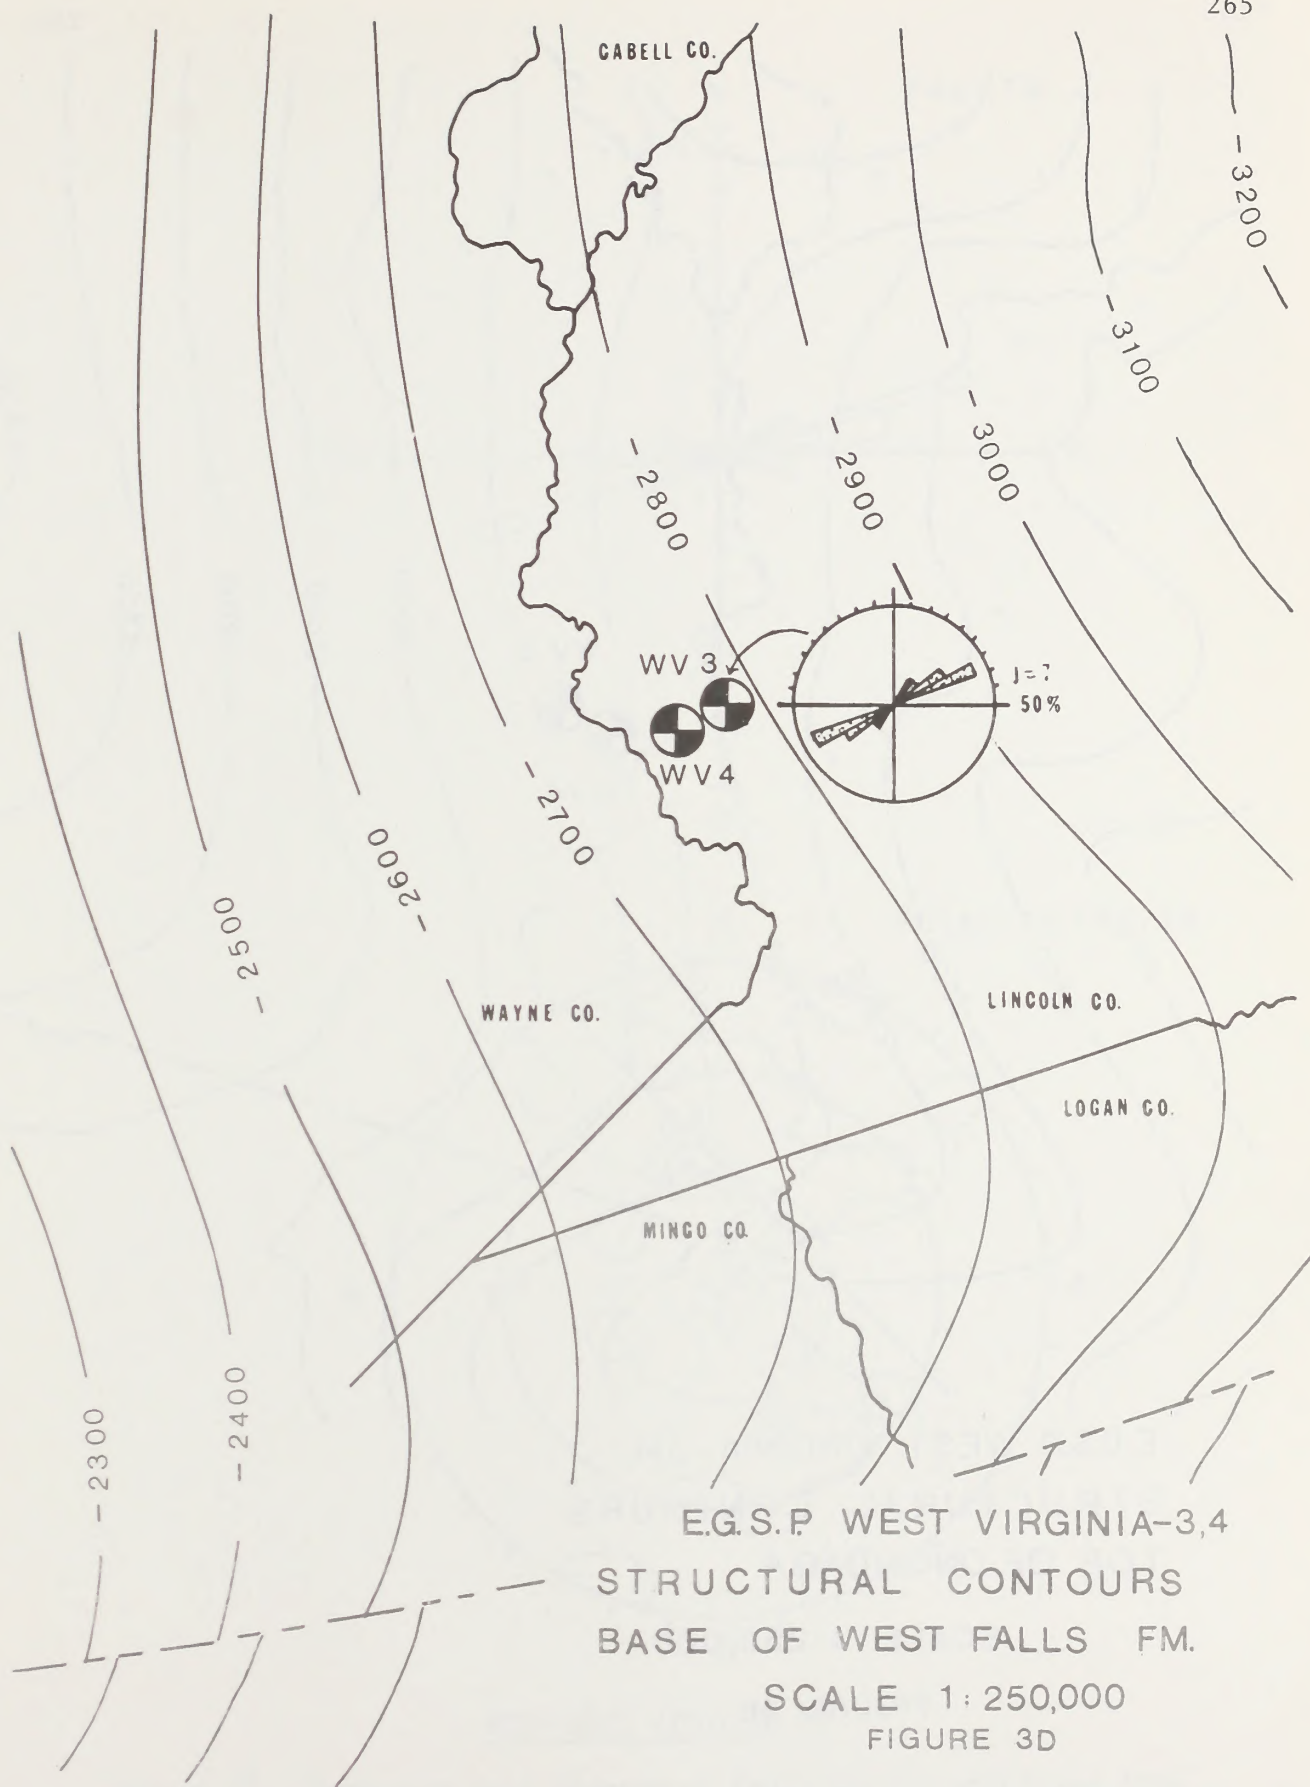 265
CABELL CO.
-3200
-3100
-3000
-2900
-2800
WV 3
J=?
50%
WV4
-2700
-2600
-2500
WAYNE CO.
LINCOLN CO.
LOGAN CO.
MINGO CO.
-2400
-2300
E.G.S.P. WEST VIRGINIA-3,4
STRUCTURAL CONTOURS
BASE OF WEST FALLS FM.
SCALE 1:250,000
FIGURE 3D